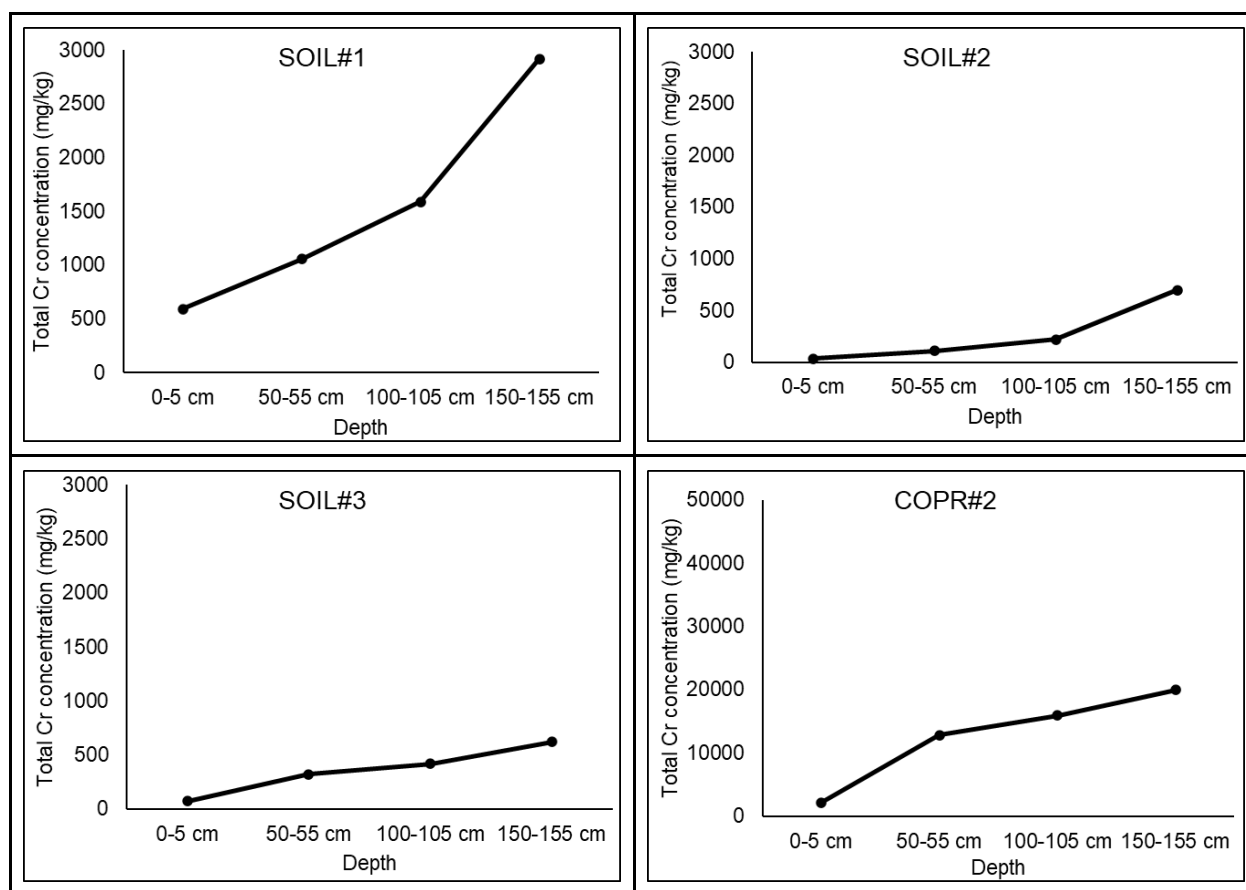 SOIL#1
Total Cr concentration (mg/kg)
3000
2500
2000
1500
1000
500
0
0-5 cm 50-55 cm 100-105 cm 150-155 cm
Depth
SOIL#2
Total Cr concntration (mg/kg)
3000
2500
2000
1500
1000
500
0
0-5 cm 50-55 cm 100-105 cm 150-155 cm
Depth
SOIL#3
Total Cr concentration (mg/kg)
3000
2500
2000
1500
1000
500
0
0-5 cm 50-55 cm 100-105 cm 150-155 cm
Depth
COPR#2
Total Cr concentration (mg/kg)
50000
40000
30000
20000
10000
0
0-5 cm 50-55 cm 100-105 cm 150-155 cm
Depth